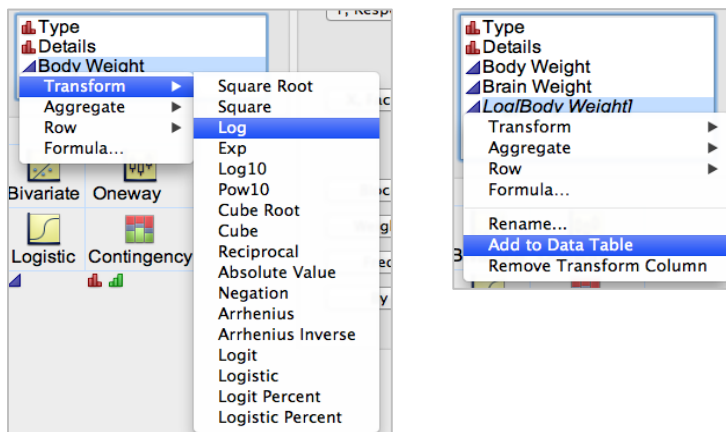 Type
Details
Body Weight
Transform
Aggregate
Row
Formula...
Square Root
Square
Log
Exp
Log10
Pow10
Cube Root
Cube
Reciprocal
Absolute Value
Negation
Arrhenius
Arrhenius Inverse
Logit
Logistic
Logit Percent
Logistic Percent
Bivariate Oneway
Logistic Contingency
Type
Details
Body Weight
Brain Weight
Log[Body Weight]
Transform
Aggregate
Row
Formula...
Rename...
Add to Data Table
Remove Transform Column